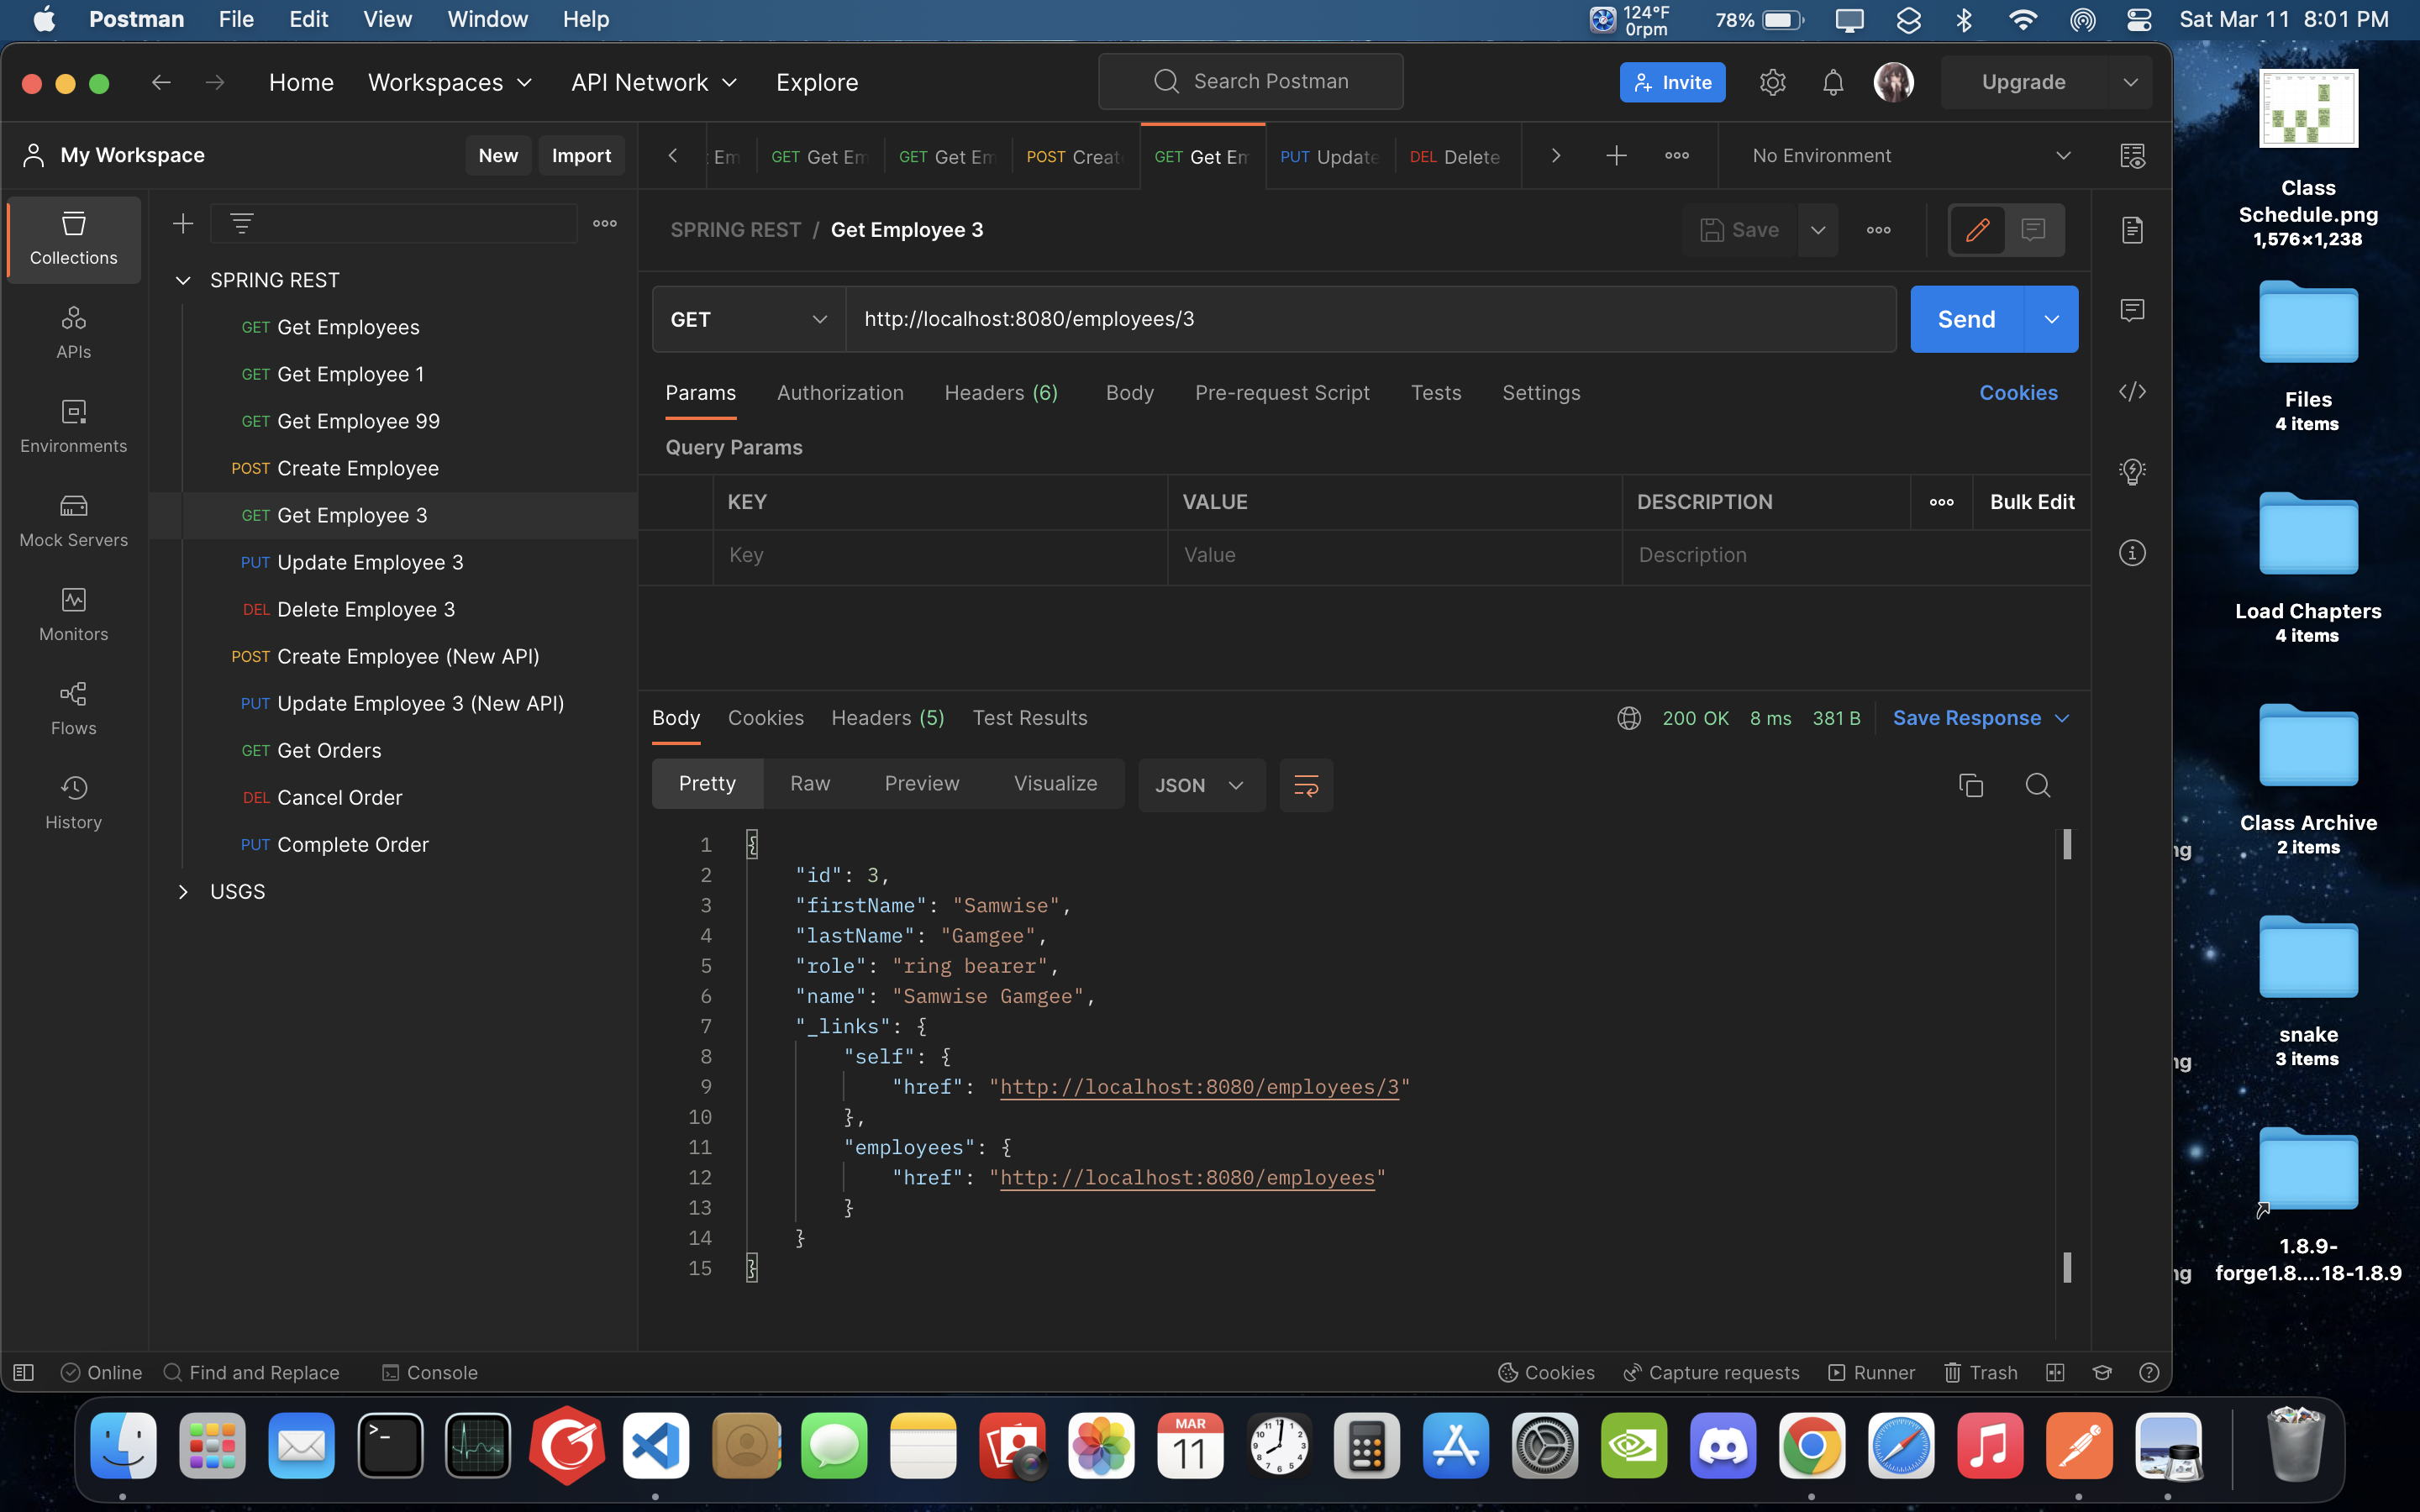 Postman File Edit View Window Help
124°F
0rpm
78%
Sat Mar 11 8:01 PM
Home Workspaces API Network Explore
Search Postman
Invite
Upgrade
My Workspace
New
Import
Em
GET Get Em
GET Get Em
POST Creat
GET Get Em
PUT Update
DEL Delete
No Environment
Collections
APIs
Environments
Mock Servers
Monitors
Flows
History
SPRING REST
GET Get Employees
GET Get Employee 1
GET Get Employee 99
POST Create Employee
GET Get Employee 3
PUT Update Employee 3
DEL Delete Employee 3
POST Create Employee (New API)
PUT Update Employee 3 (New API)
GET Get Orders
DEL Cancel Order
PUT Complete Order
USGS
SPRING REST / Get Employee 3
Save
GET
http://localhost:8080/employees/3
Send
Params Authorization Headers (6) Body Pre-request Script Tests Settings
Cookies
Query Params
KEY VALUE DESCRIPTION
Bulk Edit
Key Value Description
Body Cookies Headers (5) Test Results
200 OK 8 ms 381 B
Save Response
Pretty Raw Preview Visualize
JSON
1 {
2 "id": 3,
3 "firstName": "Samwise",
4 "lastName": "Gamgee",
5 "role": "ring bearer",
6 "name": "Samwise Gamgee",
7 "_links": {
8 "self": {
9 "href": "http://localhost:8080/employees/3"
10 },
11 "employees": {
12 "href": "http://localhost:8080/employees"
13 }
14 }
15 }
Online
Find and Replace
Console
Cookies
Capture requests
Runner
Trash
Class
Schedule.png
1,576×1,238
Files
4 items
Load Chapters
4 items
Class Archive
2 items
ng
snake
3 items
ng
1.8.9-
forge1.8....18-1.8.9
ng
MAR
11